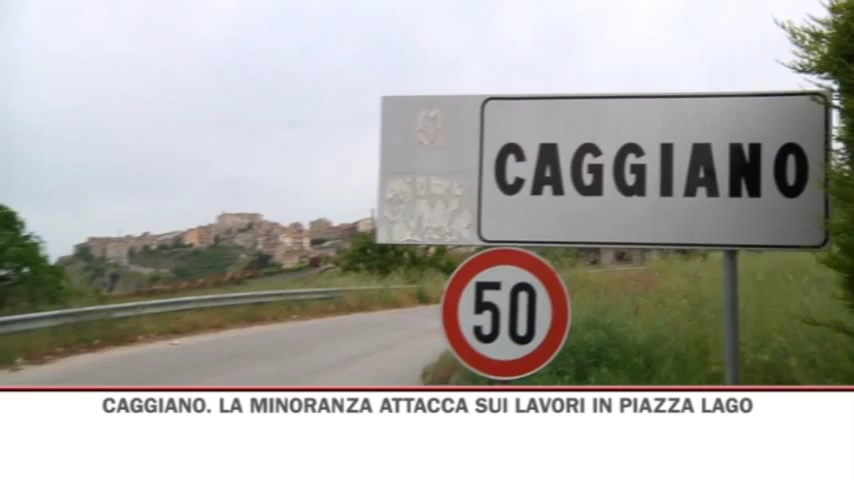 CAGGIANO
50
CAGGIANO. LA MINORANZA ATTACCA SUI LAVORI IN PIAZZA LAGO